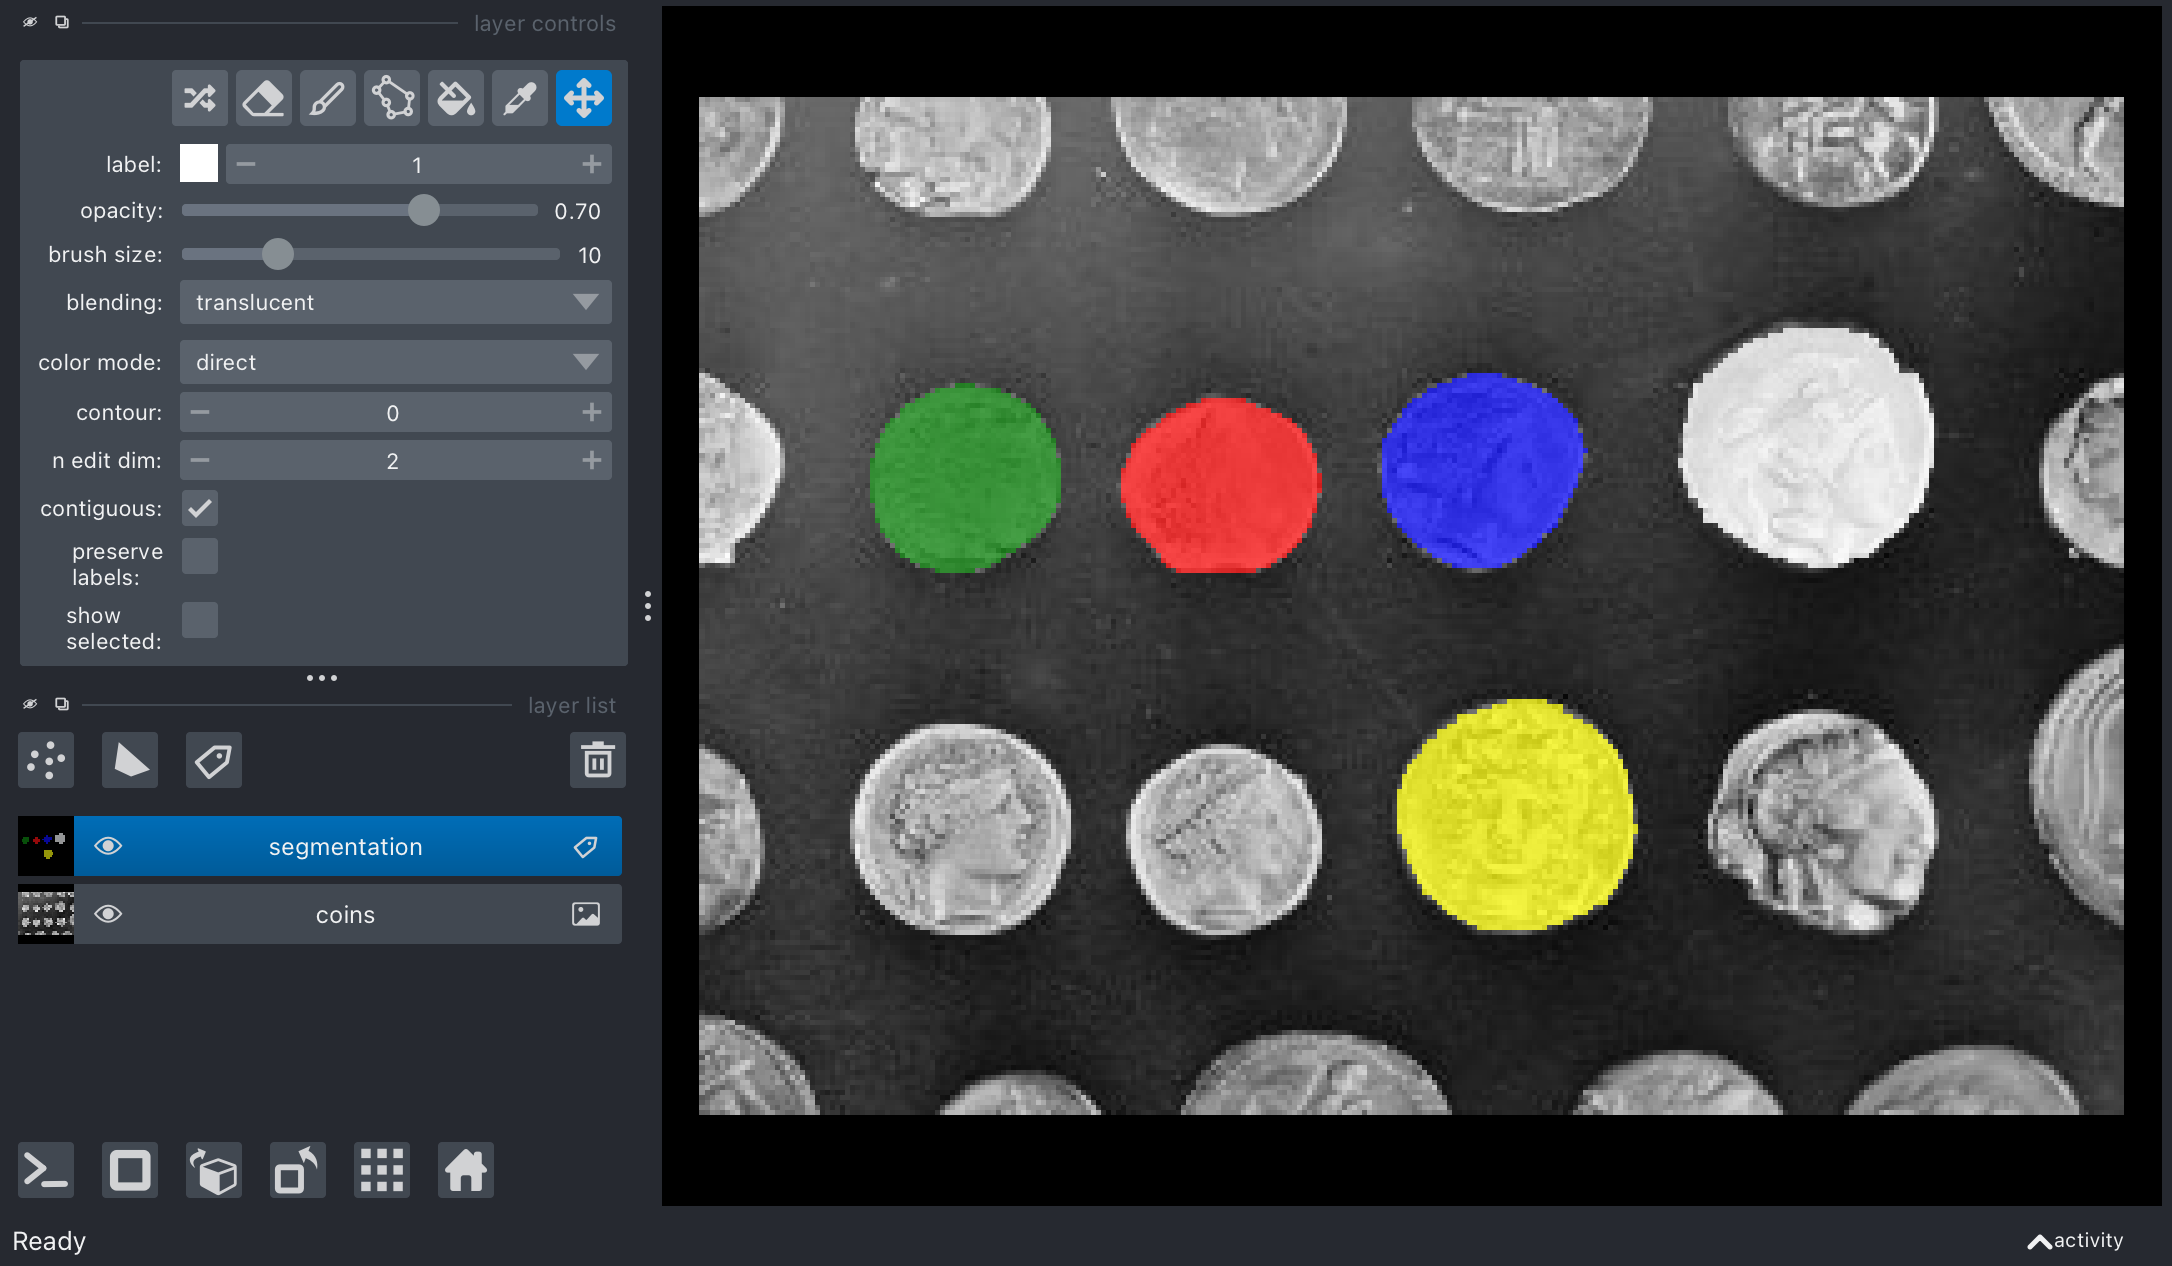 layer controls
label: 1
opacity: 0.70
brush size: 10
blending: translucent
color mode: direct
contour: 0
n edit dim: 2
contiguous:
preserve
labels:
show
selected:
layer list
segmentation
coins
Ready
activity